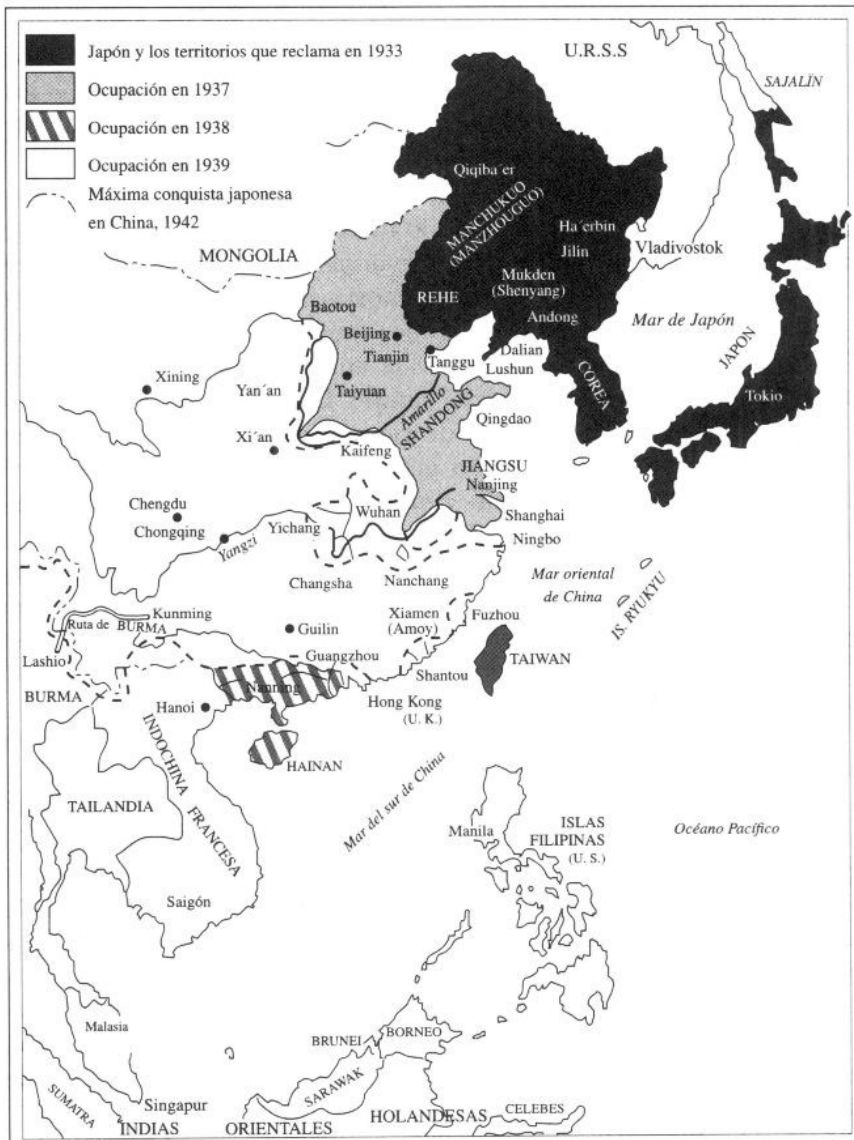 Japón y los territorios que reclama en 1933
Ocupación en 1937
Ocupación en 1938
Ocupación en 1939
Máxima conquista japonesa
en China, 1942
U.R.S.S
SAJALÍN
Qiqiba´er
MANCHUKUO
(MANZHOUGUO)
Ha´erbin
Jilin
Vladivostok
MONGOLIA
Mukden
(Shenyang)
REHE
Andong
Baotou
Mar de Japón
Beijing
Tianjin
Tanggu
Dalian
Lushun
JAPON
COREA
Tokio
Xining
Yan´an
Taiyuan
Amarillo
SHANDONG
Qingdao
Xi´an
Kaifeng
JIANGSU
Nanjing
Chengdu
Chongqing
Wuhan
Yichang
Yangzi
Shanghai
Ningbo
Changsha
Nanchang
Mar oriental
de China
IS. RYUKYU
Kunming
Ruta de BURMA
Guilin
Xiamen
(Amoy)
Fuzhou
Lashio
Guangzhou
TAIWAN
Shantou
BURMA
Nanning
Hanoi
Hong Kong
(U. K.)
HAINAN
INDOCHINA
FRANCESA
Mar del sur de China
TAILANDIA
Manila
ISLAS
FILIPINAS
(U. S.)
Océano Pacífico
Saigón
Malasia
BRUNEI
BORNEO
SARAWAK
SUMATRA
Singapur
INDIAS
ORIENTALES
HOLANDESAS
CELEBES